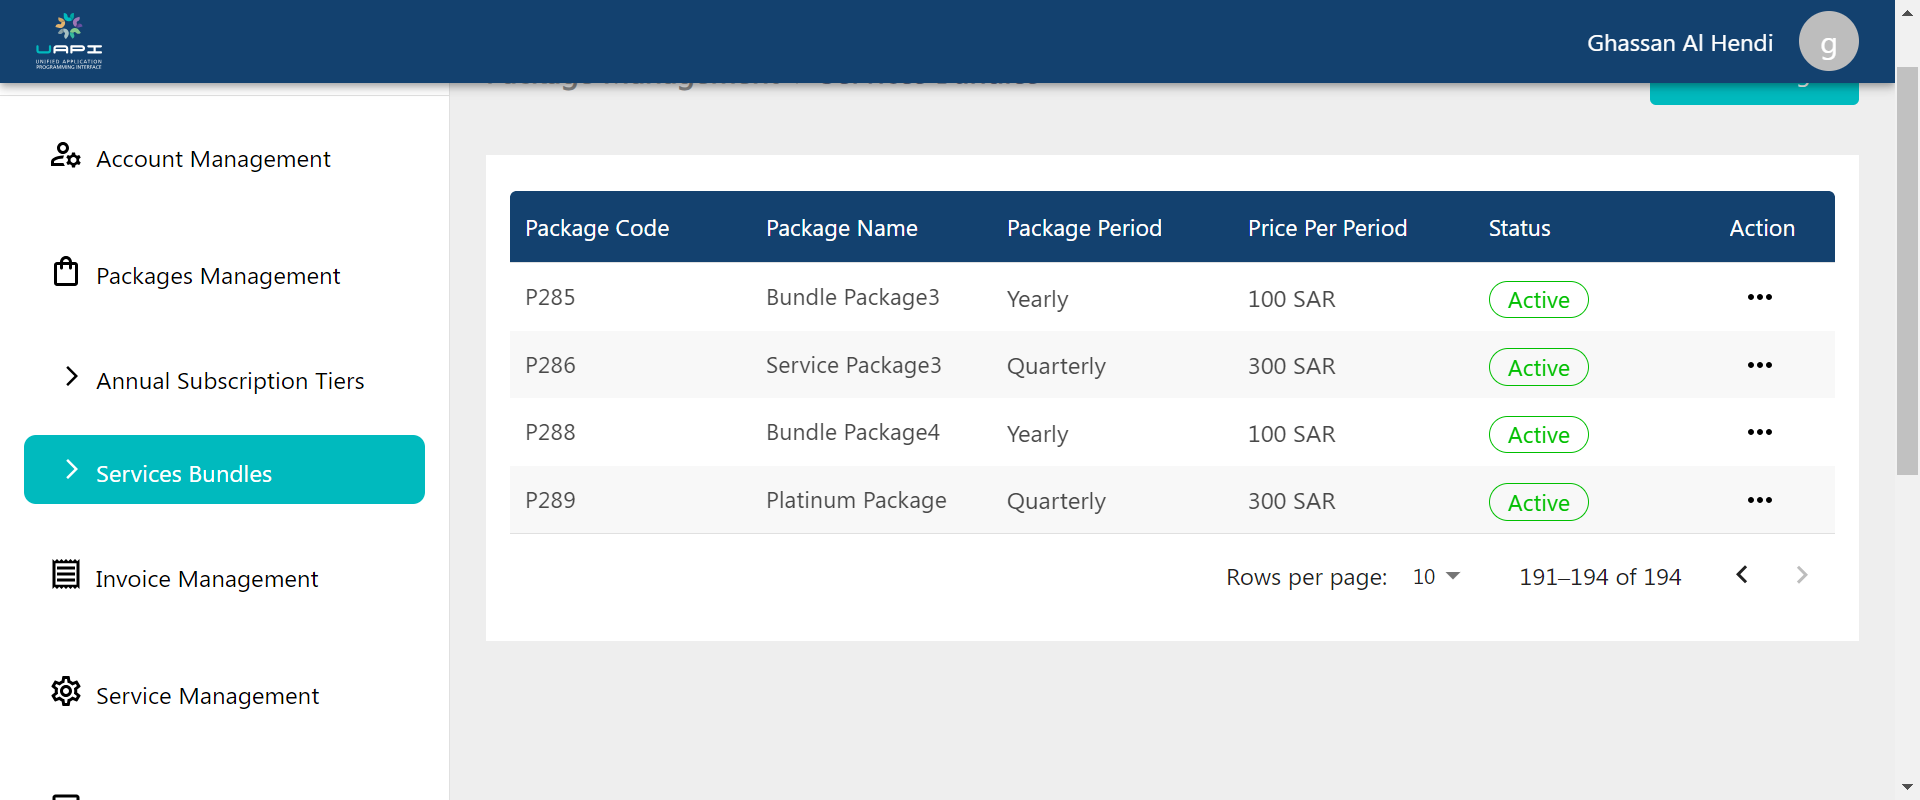 UAPI
UNIFIED APPLICATION
PROGRAMMING INTERFACE
Ghassan Al Hendi
g
Account Management
Packages Management
Annual Subscription Tiers
Services Bundles
Invoice Management
Service Management
Package Code Package Name Package Period Price Per Period Status Action
P285 Bundle Package3 Yearly 100 SAR Active
P286 Service Package3 Quarterly 300 SAR Active
P288 Bundle Package4 Yearly 100 SAR Active
P289 Platinum Package Quarterly 300 SAR Active
Rows per page: 10 191–194 of 194